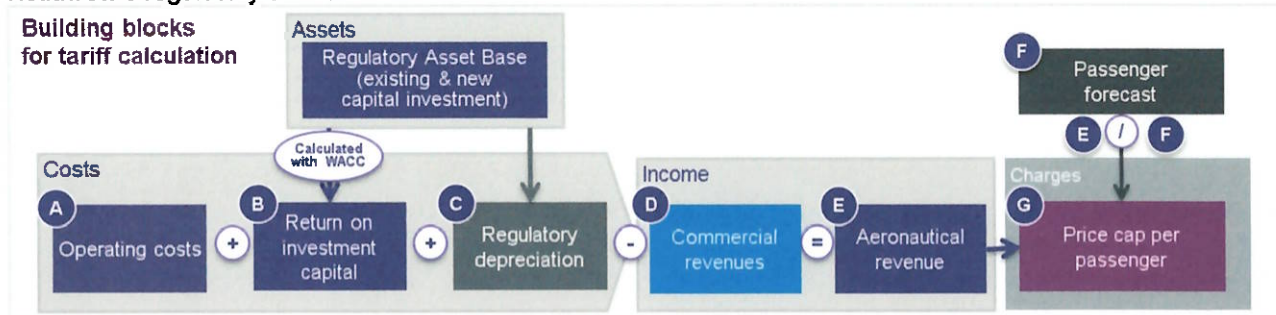 Building blocks
for tariff calculation
Assets
Regulatory Asset Base
(existing & new
capital investment)
F
Passenger
forecast
E / F
Calculated
with WACC
Costs
Income
Charges
A
Operating costs
+
B
Return on
investment
capital
+
C
Regulatory
depreciation
-
D
Commercial
revenues
=
E
Aeronautical
revenue
G
Price cap per
passenger